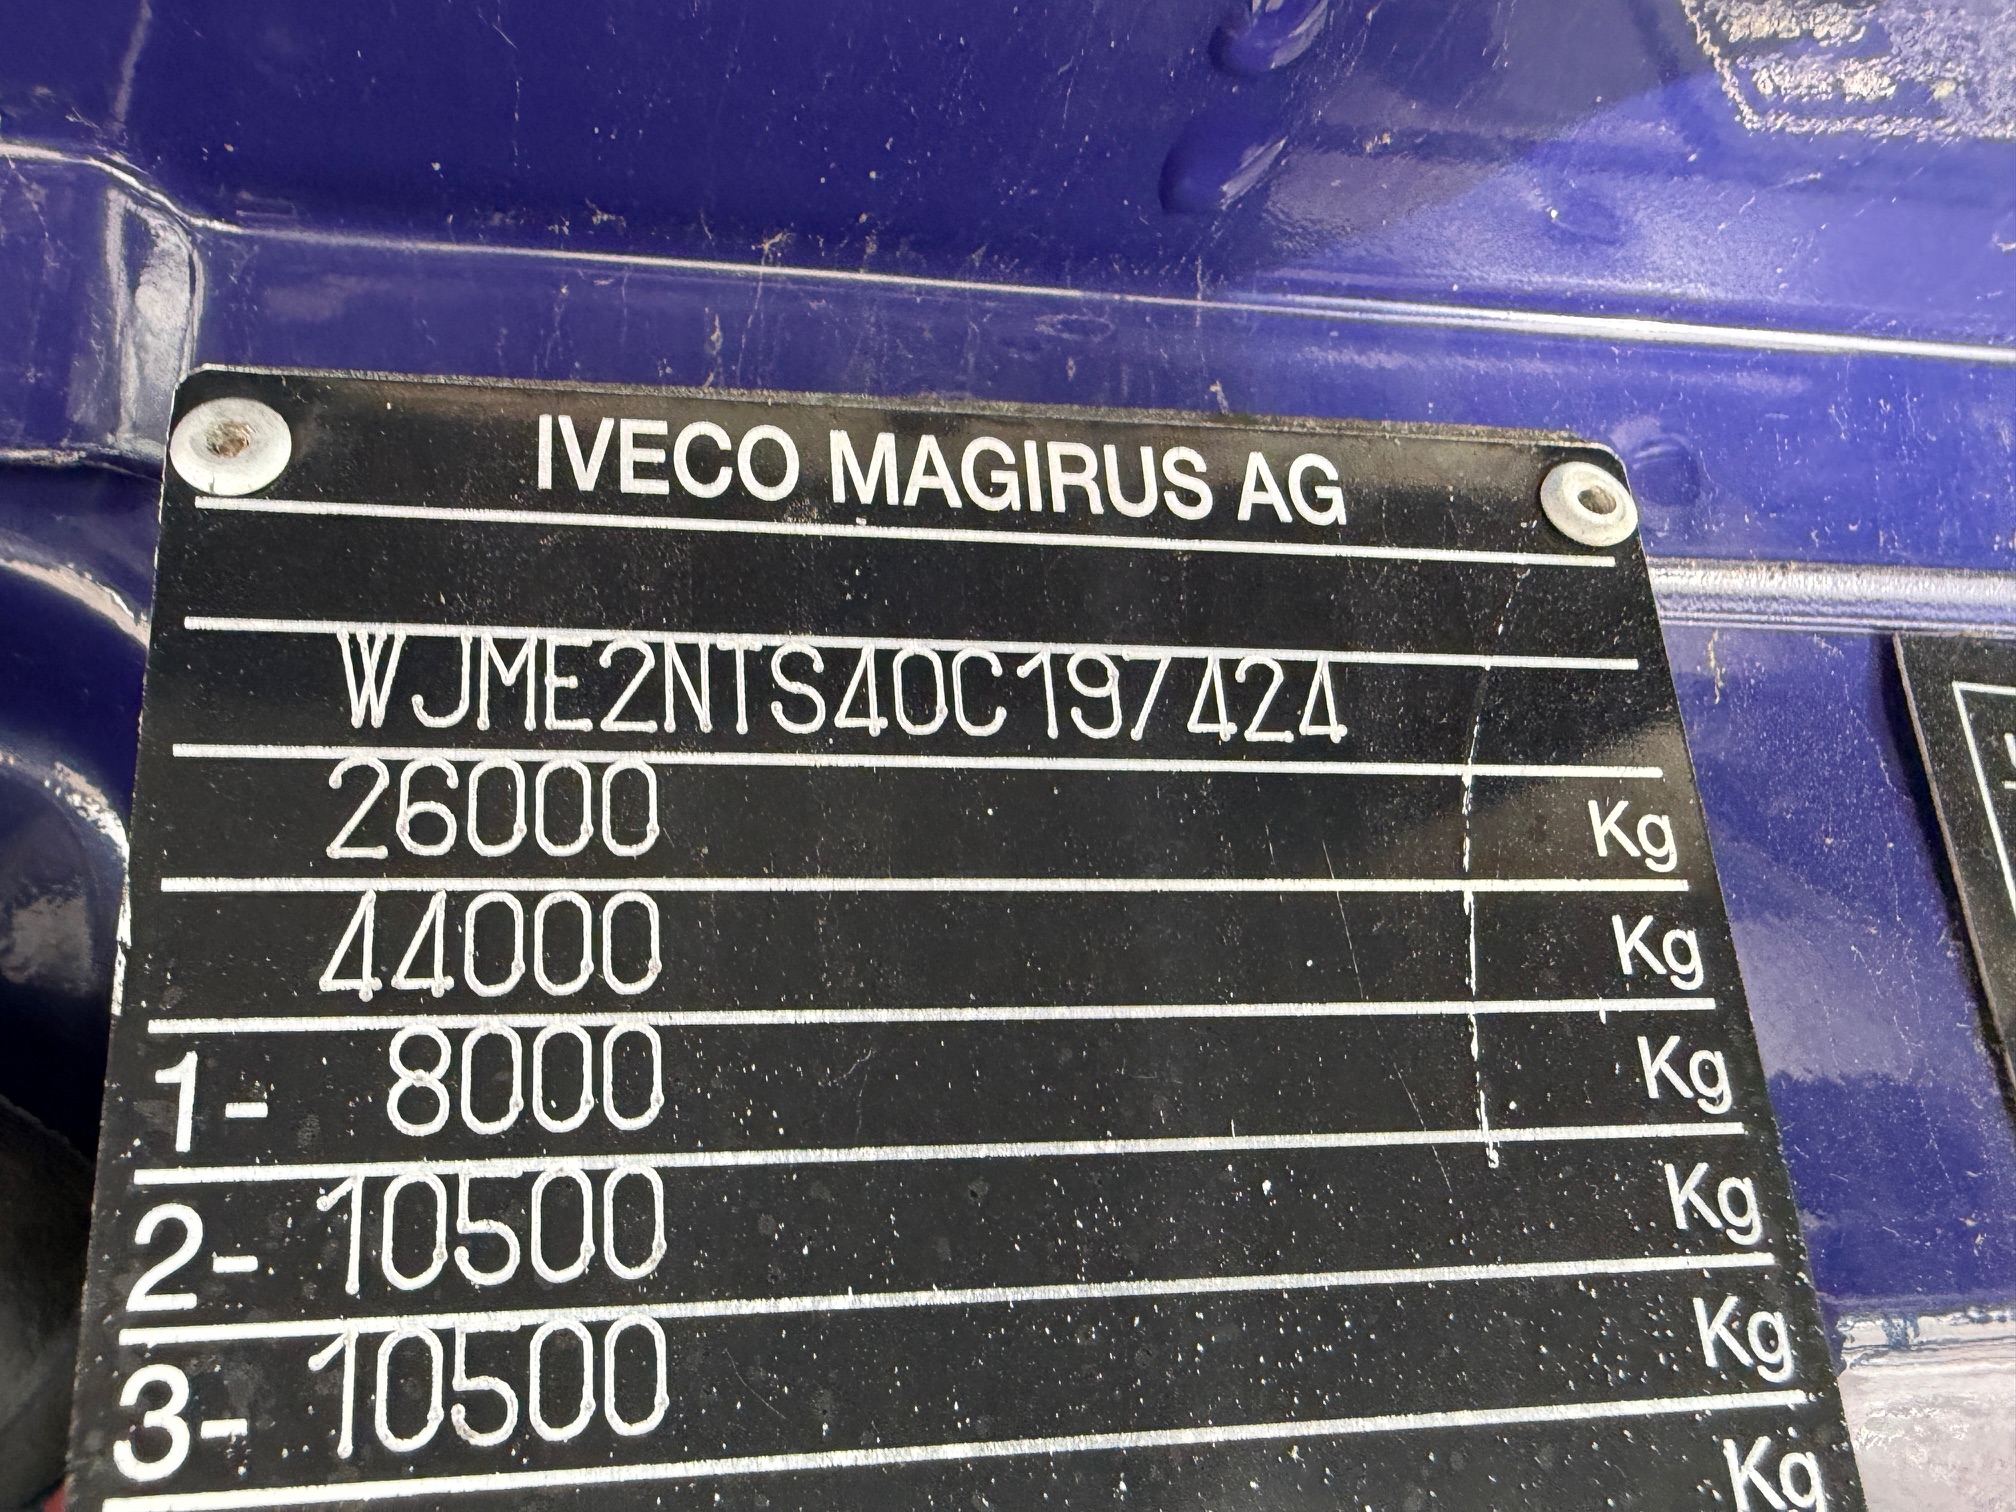 IVECO MAGIRUS AG
WJME2NTS40C197424
26000 Kg
44000 Kg
1- 8000 Kg
2- 10500 Kg
3- 10500 Kg
Kg